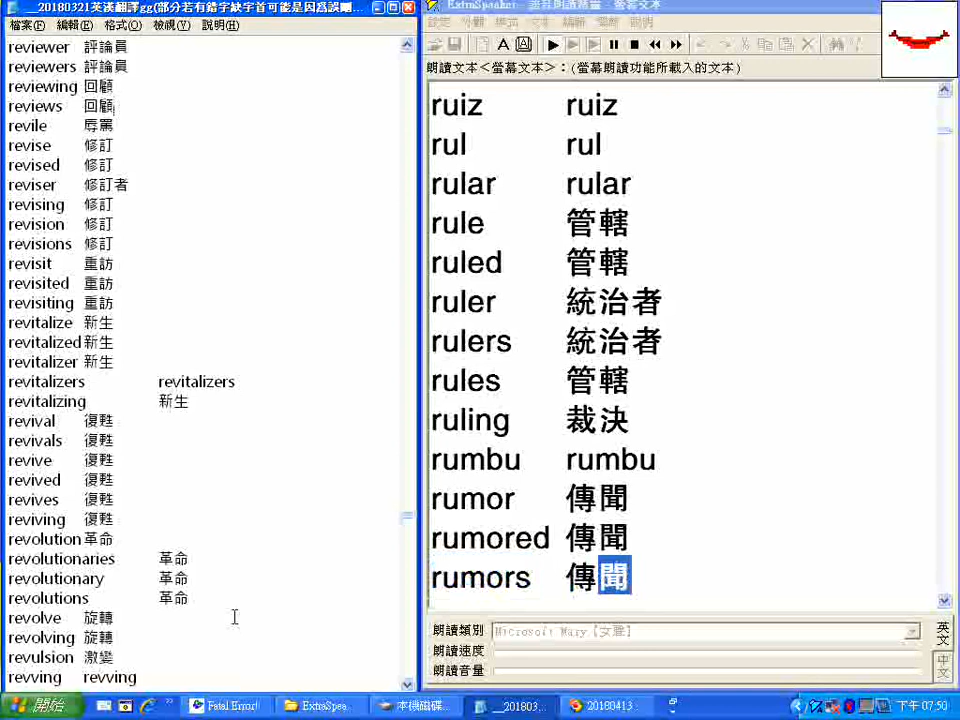 20180321英漢翻譯gg(部分若有錯字缺字首可能是因爲誤刪...
檔案(F) 編輯(E) 格式(O) 檢視(V) 說明(H)
reviewer 評論員
reviewers 評論員
reviewing 回顧
reviews 回顧
revile 辱罵
revise 修訂
revised 修訂
reviser 修訂者
revising 修訂
revision 修訂
revisions 修訂
revisit 重訪
revisited 重訪
revisiting 重訪
revitalize 新生
revitalized 新生
revitalizer 新生
revitalizers revitalizers
revitalizing 新生
revival 復甦
revivals 復甦
revive 復甦
revived 復甦
revives 復甦
reviving 復甦
revolution 革命
revolutionaries 革命
revolutionary 革命
revolutions 革命
revolve 旋轉
revolving 旋轉
revulsion 激變
revving revving
朗讀文本<螢幕文本>：(螢幕朗讀功能所載入的文本)
ruiz ruiz
rul rul
rular rular
rule 管轄
ruled 管轄
ruler 統治者
rulers 統治者
rules 管轄
ruling 裁決
rumbu rumbu
rumor 傳聞
rumored 傳聞
rumors 傳聞
朗讀類別 Microsoft Mary【女聲】
朗讀速度
朗讀音量
英文
中文
開始 Fatal Error! ExtraSpea... 本機磁碟... __201803... 20180413... 下午 07:50